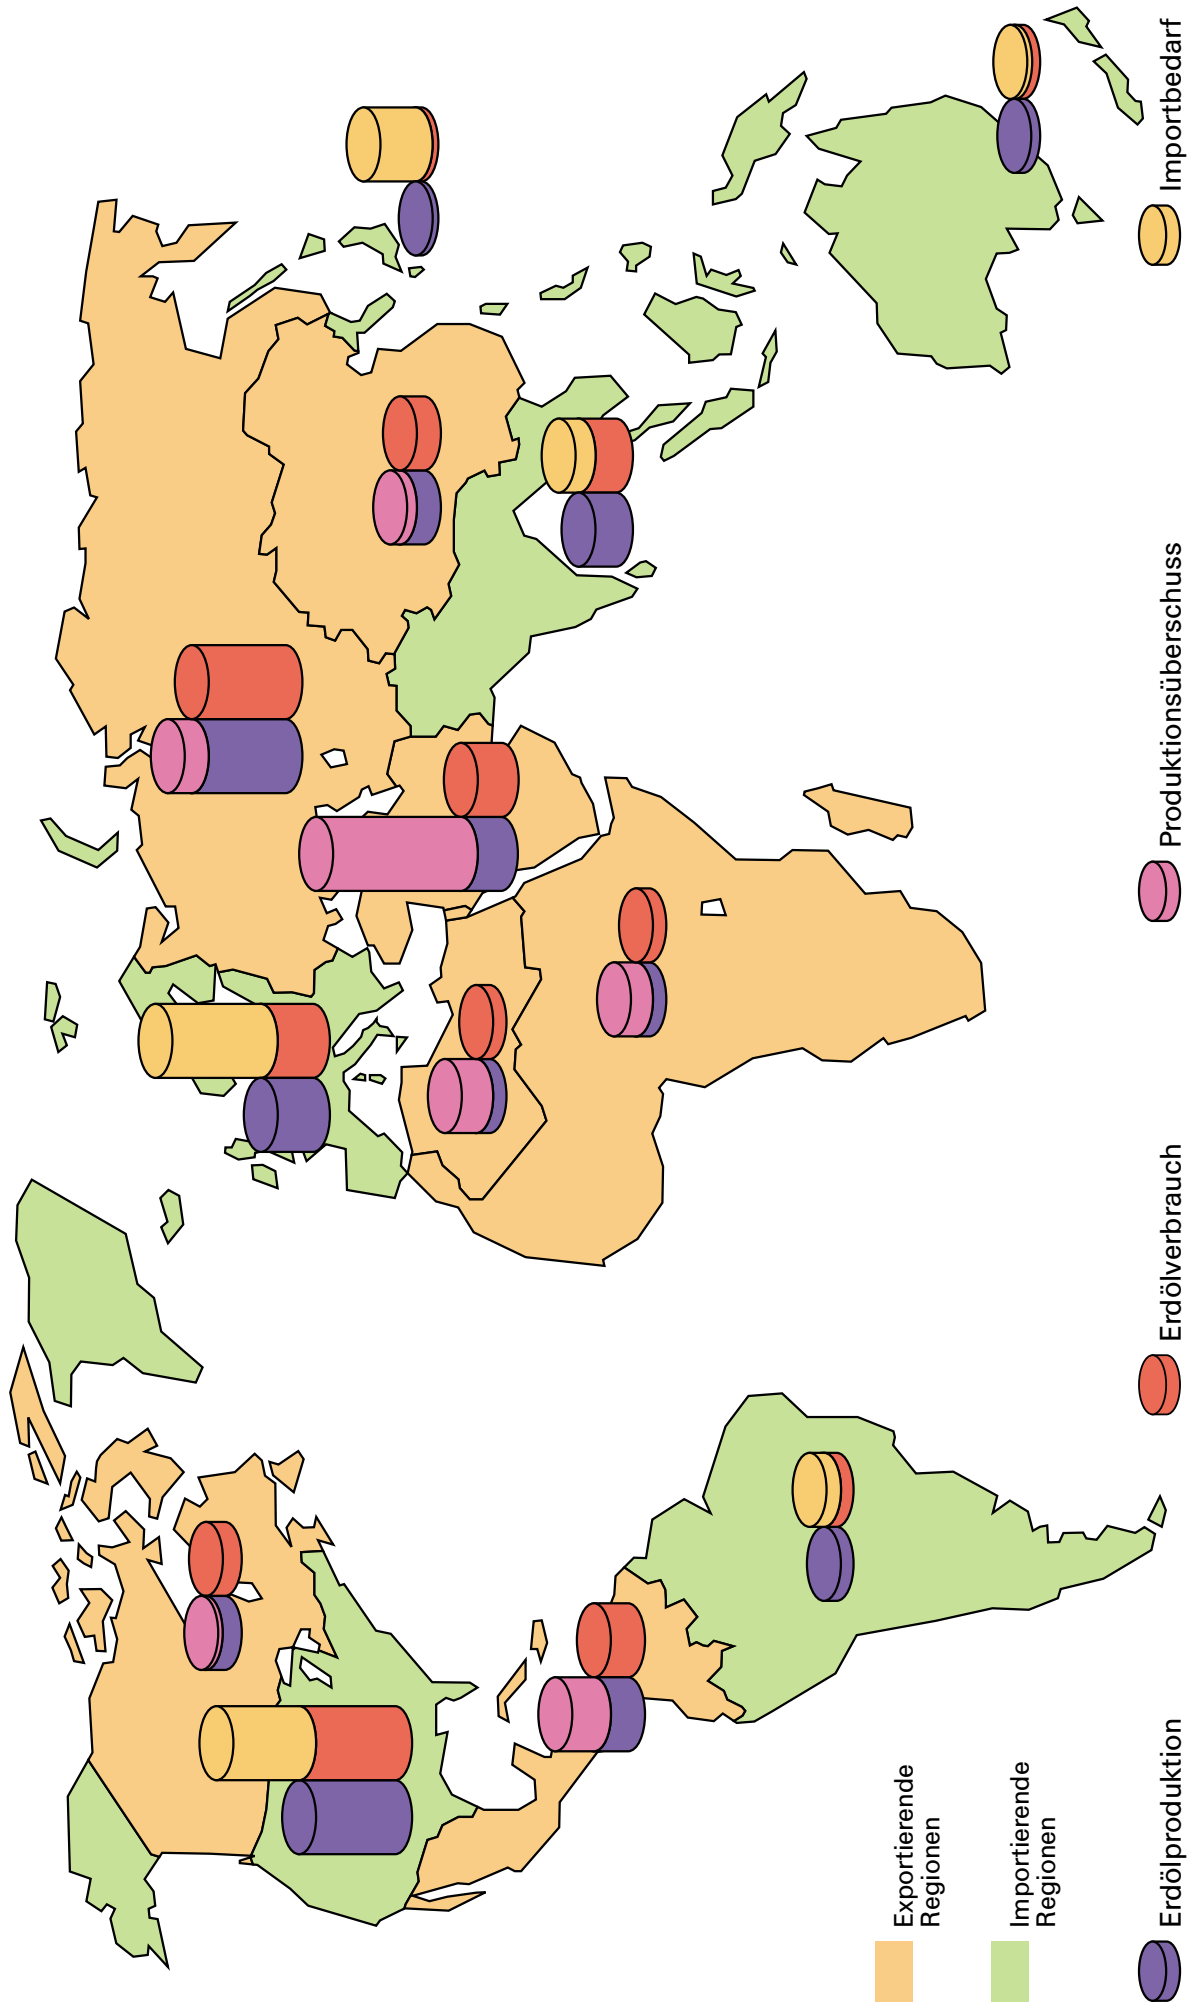 Exportierende
Regionen
Importierende
Regionen
Erdölproduktion
Erdölverbrauch
Produktionsüberschuss
Importbedarf